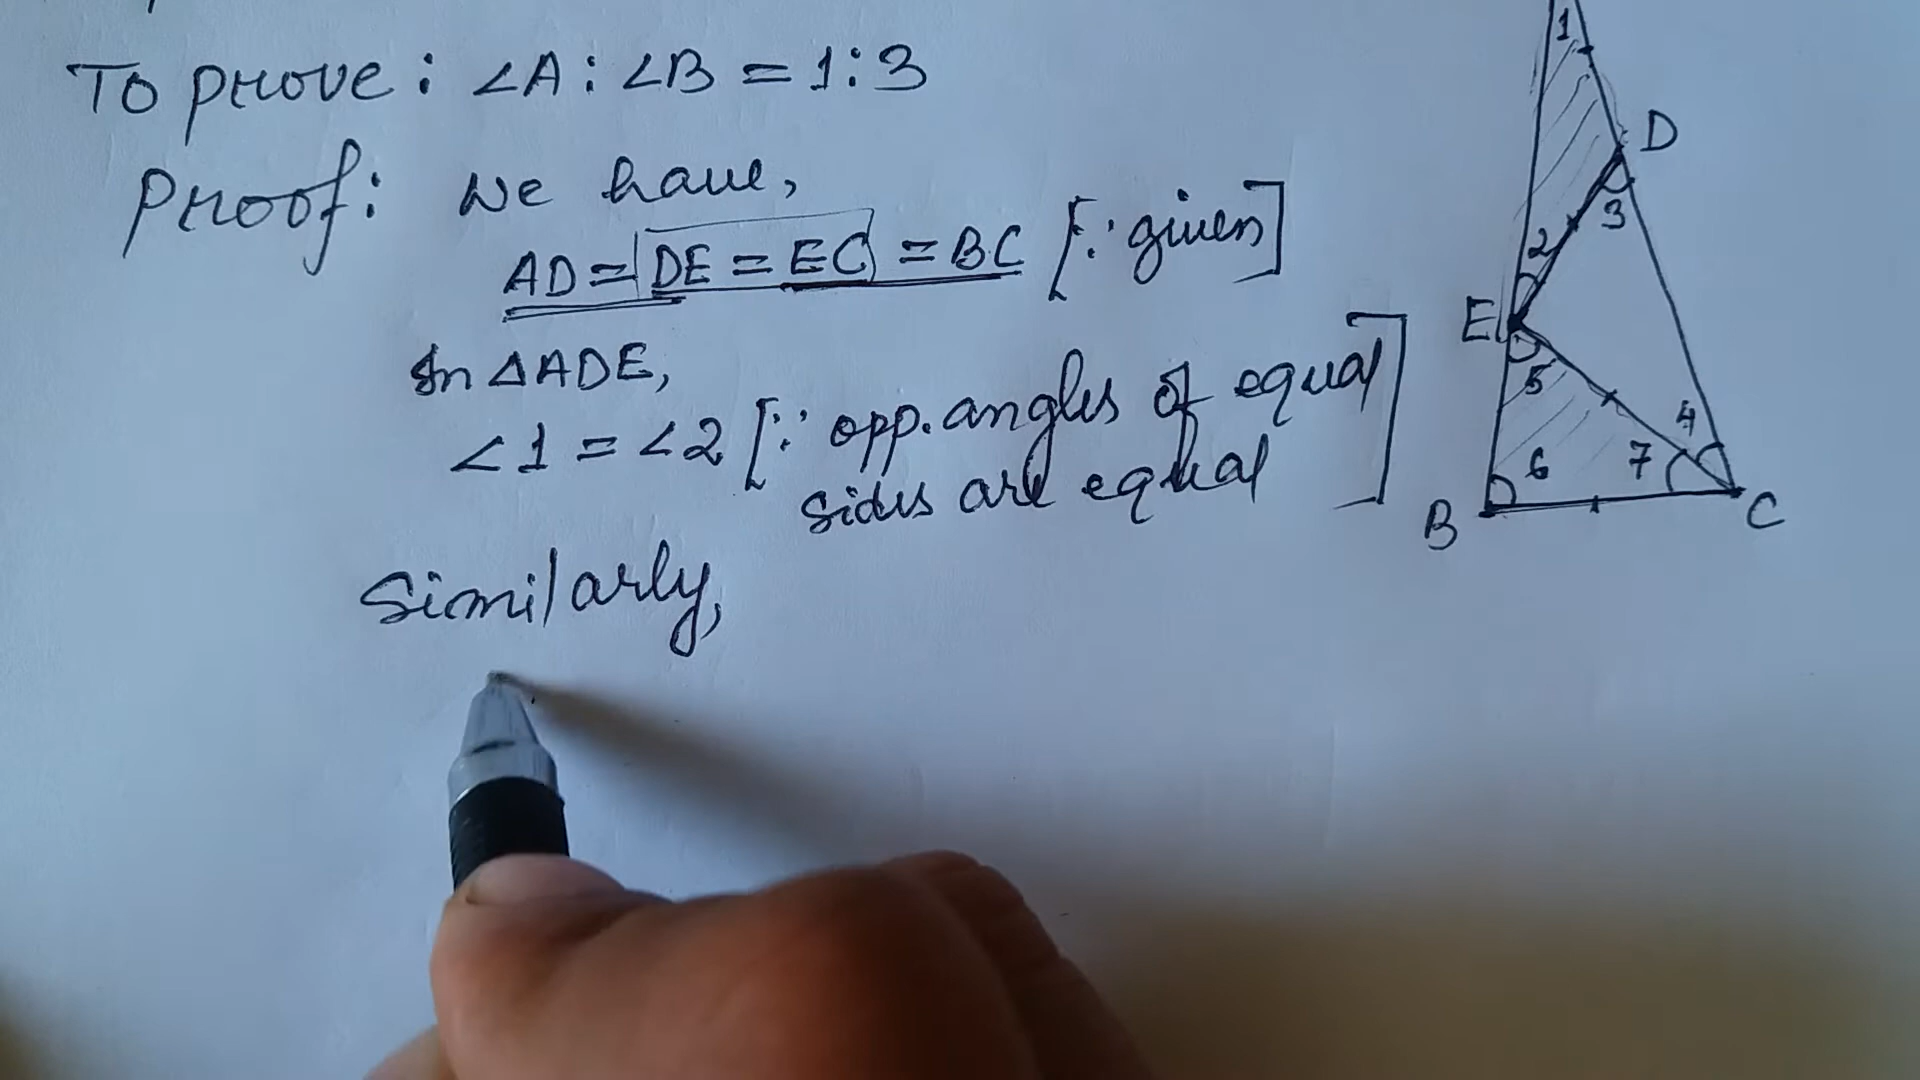 To prove : ∠A : ∠B = 1:3
Proof: we have,
AD = DE = EC = BC [∵ given]
In △ADE,
∠1 = ∠2 [∵ opp. angles of equal
sides are equal]
Similarly,
1
D
3
2
E
5
4
6
7
B
C